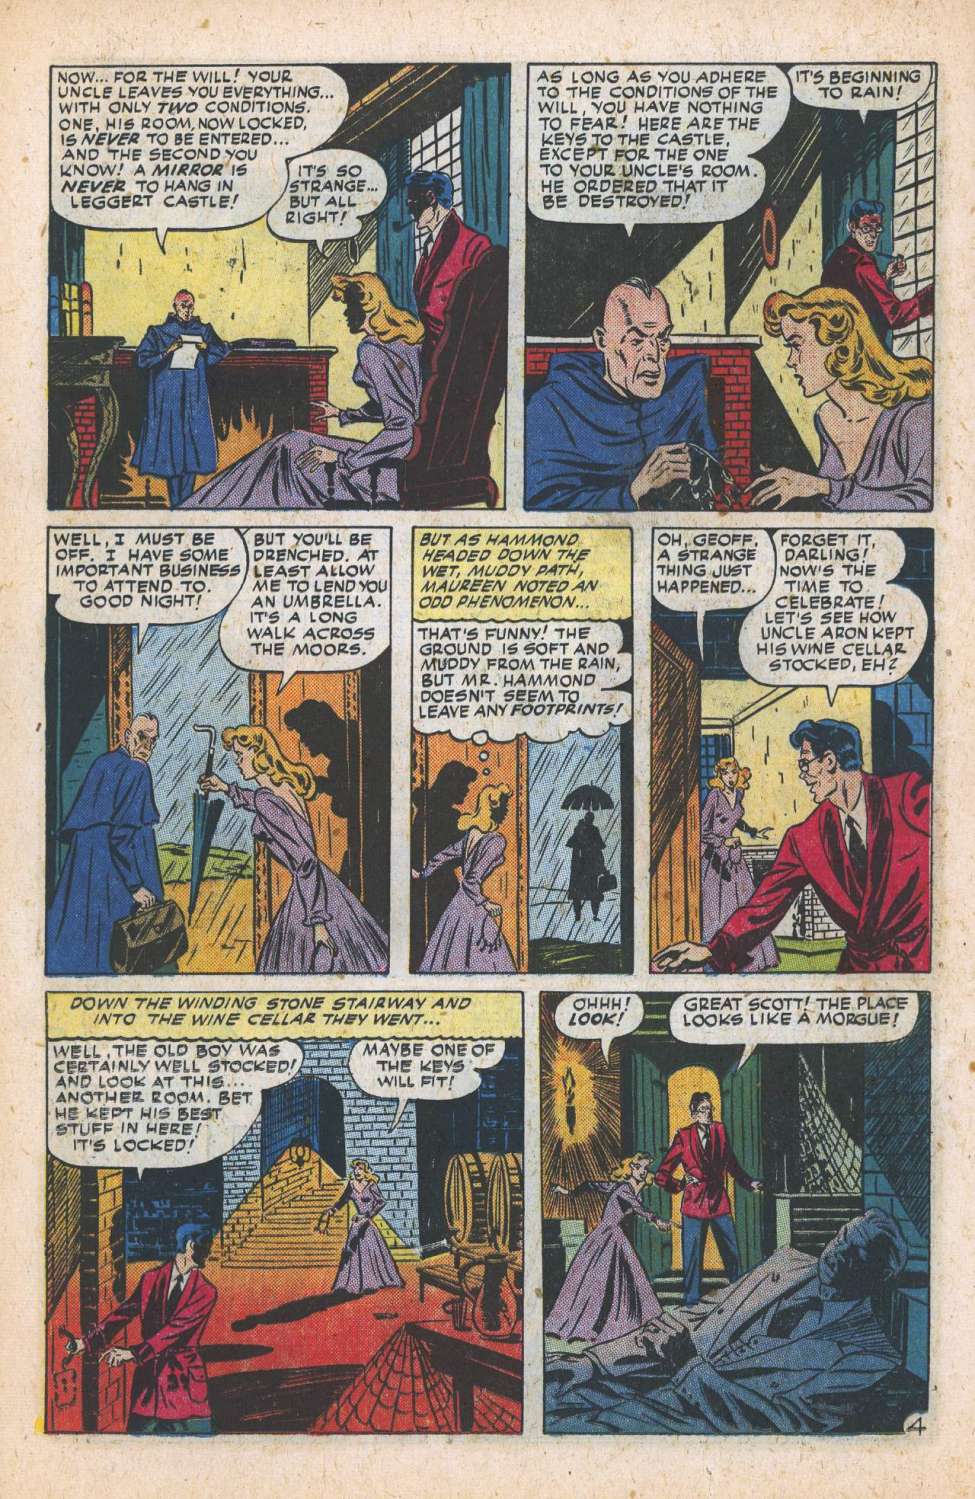 NOW... FOR THE WILL! YOUR
UNCLE LEAVES YOU EVERYTHING...
WITH ONLY TWO CONDITIONS.
ONE, HIS ROOM, NOW LOCKED,
IS NEVER TO BE ENTERED...
AND THE SECOND YOU
KNOW! A MIRROR IS
NEVER TO HANG IN
LEGGERT CASTLE!
IT'S SO
STRANGE...
BUT ALL
RIGHT!
AS LONG AS YOU ADHERE
TO THE CONDITIONS OF THE
WILL, YOU HAVE NOTHING
TO FEAR! HERE ARE THE
KEYS TO THE CASTLE,
EXCEPT FOR THE ONE
TO YOUR UNCLE'S ROOM.
HE ORDERED THAT IT
BE DESTROYED!
IT'S BEGINNING
TO RAIN!
WELL, I MUST BE
OFF. I HAVE SOME
IMPORTANT BUSINESS
TO ATTEND TO.
GOOD NIGHT!
BUT YOU'LL BE
DRENCHED. AT
LEAST ALLOW
ME TO LEND YOU
AN UMBRELLA.
IT'S A LONG
WALK ACROSS
THE MOORS.
BUT AS HAMMOND
HEADED DOWN THE
WET, MUDDY PATH,
MAUREEN NOTED AN
ODD PHENOMENON...
THAT'S FUNNY! THE
GROUND IS SOFT AND
MUDDY FROM THE RAIN,
BUT MR. HAMMOND
DOESN'T SEEM TO
LEAVE ANY FOOTPRINTS!
OH, GEOFF.
A STRANGE
THING JUST
HAPPENED...
FORGET IT,
DARLING!
NOW'S THE
TIME TO
CELEBRATE!
LET'S SEE HOW
UNCLE ARON KEPT
HIS WINE CELLAR
STOCKED, EH?
DOWN THE WINDING STONE STAIRWAY AND
INTO THE WINE CELLAR THEY WENT...
WELL, THE OLD BOY WAS
CERTAINLY WELL STOCKED!
AND LOOK AT THIS...
ANOTHER ROOM. BET
HE KEPT HIS BEST
STUFF IN HERE!
IT'S LOCKED!
MAYBE ONE OF
THE KEYS
WILL FIT!
OHHH!
LOOK!
GREAT SCOTT! THE PLACE
LOOKS LIKE A MORGUE!
4